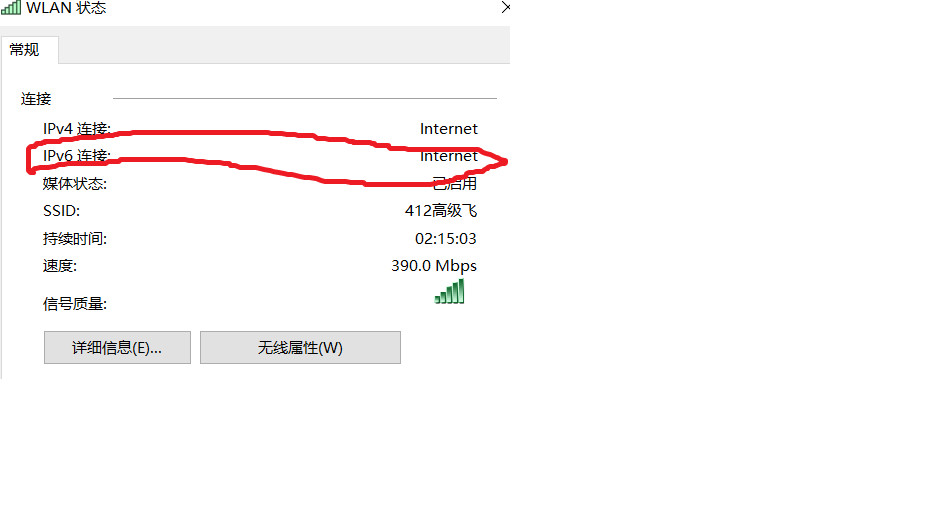 WLAN 状态
常规
连接
IPv4 连接: Internet
IPv6 连接: Internet
媒体状态: 已启用
SSID: 412高级飞
持续时间: 02:15:03
速度: 390.0 Mbps
信号质量:
详细信息(E)... 无线属性(W)